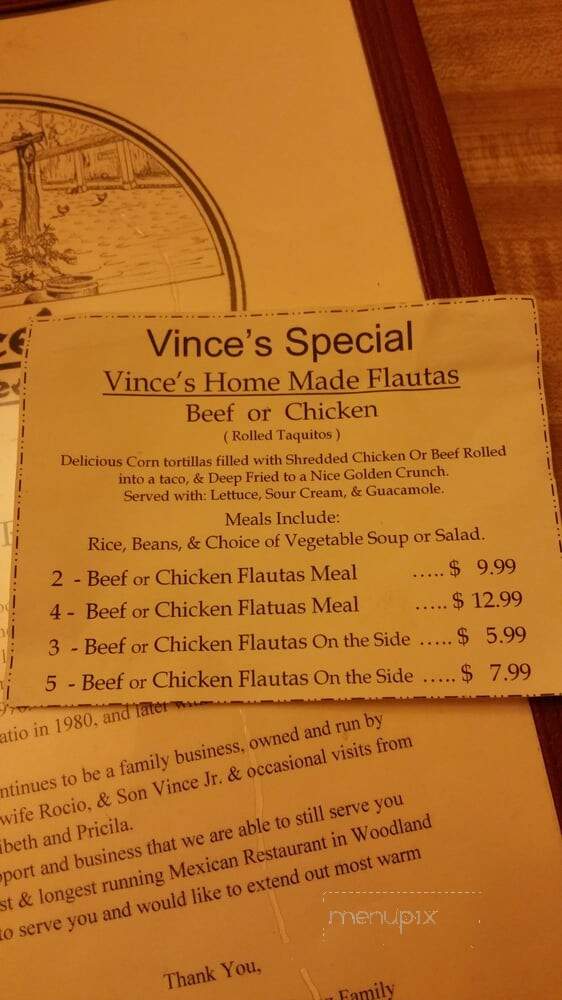 Vince's Special
Vince's Home Made Flautas
Beef or Chicken
( Rolled Taquitos )
Delicious Corn tortillas filled with Shredded Chicken Or Beef Rolled
into a taco, & Deep Fried to a Nice Golden Crunch.
Served with: Lettuce, Sour Cream, & Guacamole.
Meals Include:
Rice, Beans, & Choice of Vegetable Soup or Salad.
2 - Beef or Chicken Flautas Meal ..... $ 9.99
4 - Beef or Chicken Flatuas Meal ..... $ 12.99
3 - Beef or Chicken Flautas On the Side ..... $ 5.99
5 - Beef or Chicken Flautas On the Side ..... $ 7.99
in 1980, and later
to be a family business, owned and run by
wife Rocio, & Son Vince Jr. & occasional visits from
and Pricila.
and business that we are able to still serve you
& longest running Mexican Restaurant in Woodland
to serve you and would like to extend out most warm
Thank You,
Family
menupix